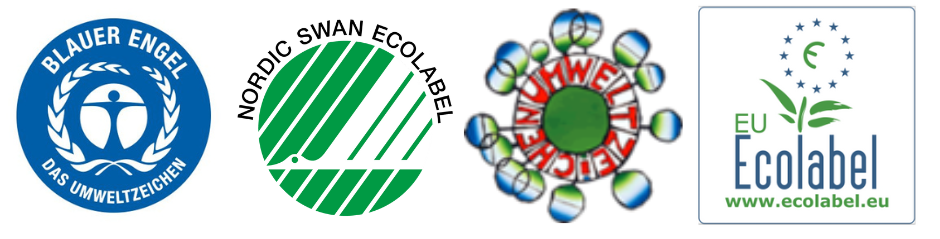 BLAUER ENGEL
DAS UMWELTZEICHEN
NORDIC SWAN ECOLABEL
UMWELTZEICHEN
EU
Ecolabel
www.ecolabel.eu